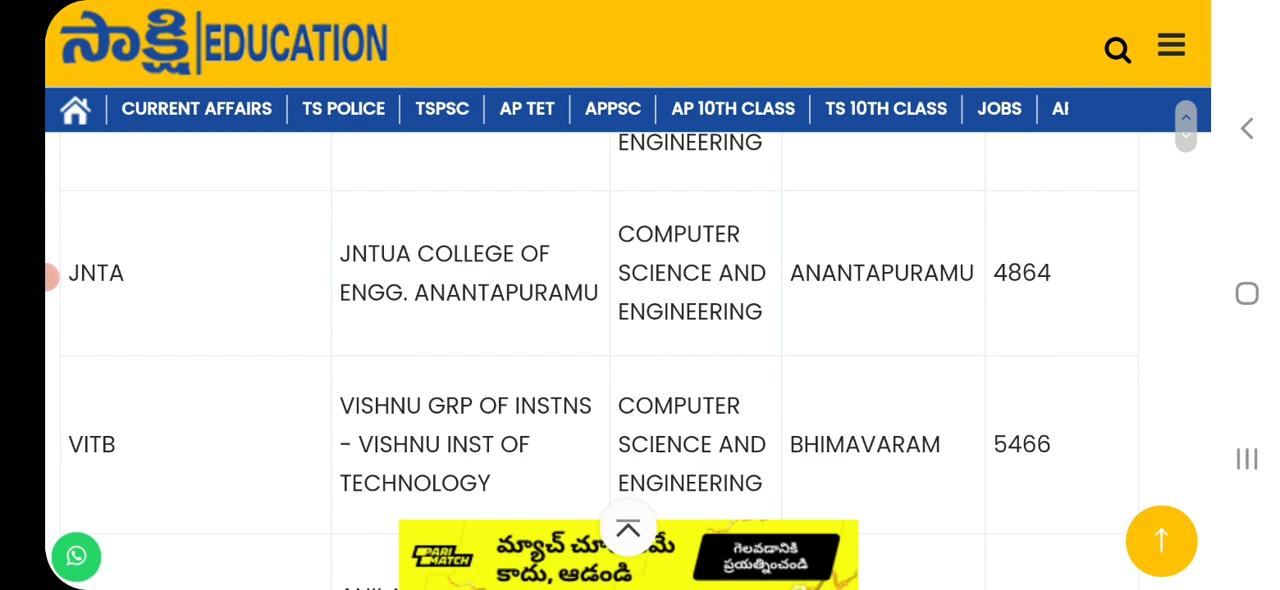 సాక్షి EDUCATION
CURRENT AFFAIRS TS POLICE TSPSC AP TET APPSC AP 10TH CLASS TS 10TH CLASS JOBS
ENGINEERING
JNTA
JNTUA COLLEGE OF
ENGG. ANANTAPURAMU
COMPUTER
SCIENCE AND
ENGINEERING
ANANTAPURAMU
4864
VITB
VISHNU GRP OF INSTNS
- VISHNU INST OF
TECHNOLOGY
COMPUTER
SCIENCE AND
ENGINEERING
BHIMAVARAM
5466
PARI
MATCH
మ్యాచ్
కాదు, ఆడండి
గెలవడానికి
ప్రయత్నించండి